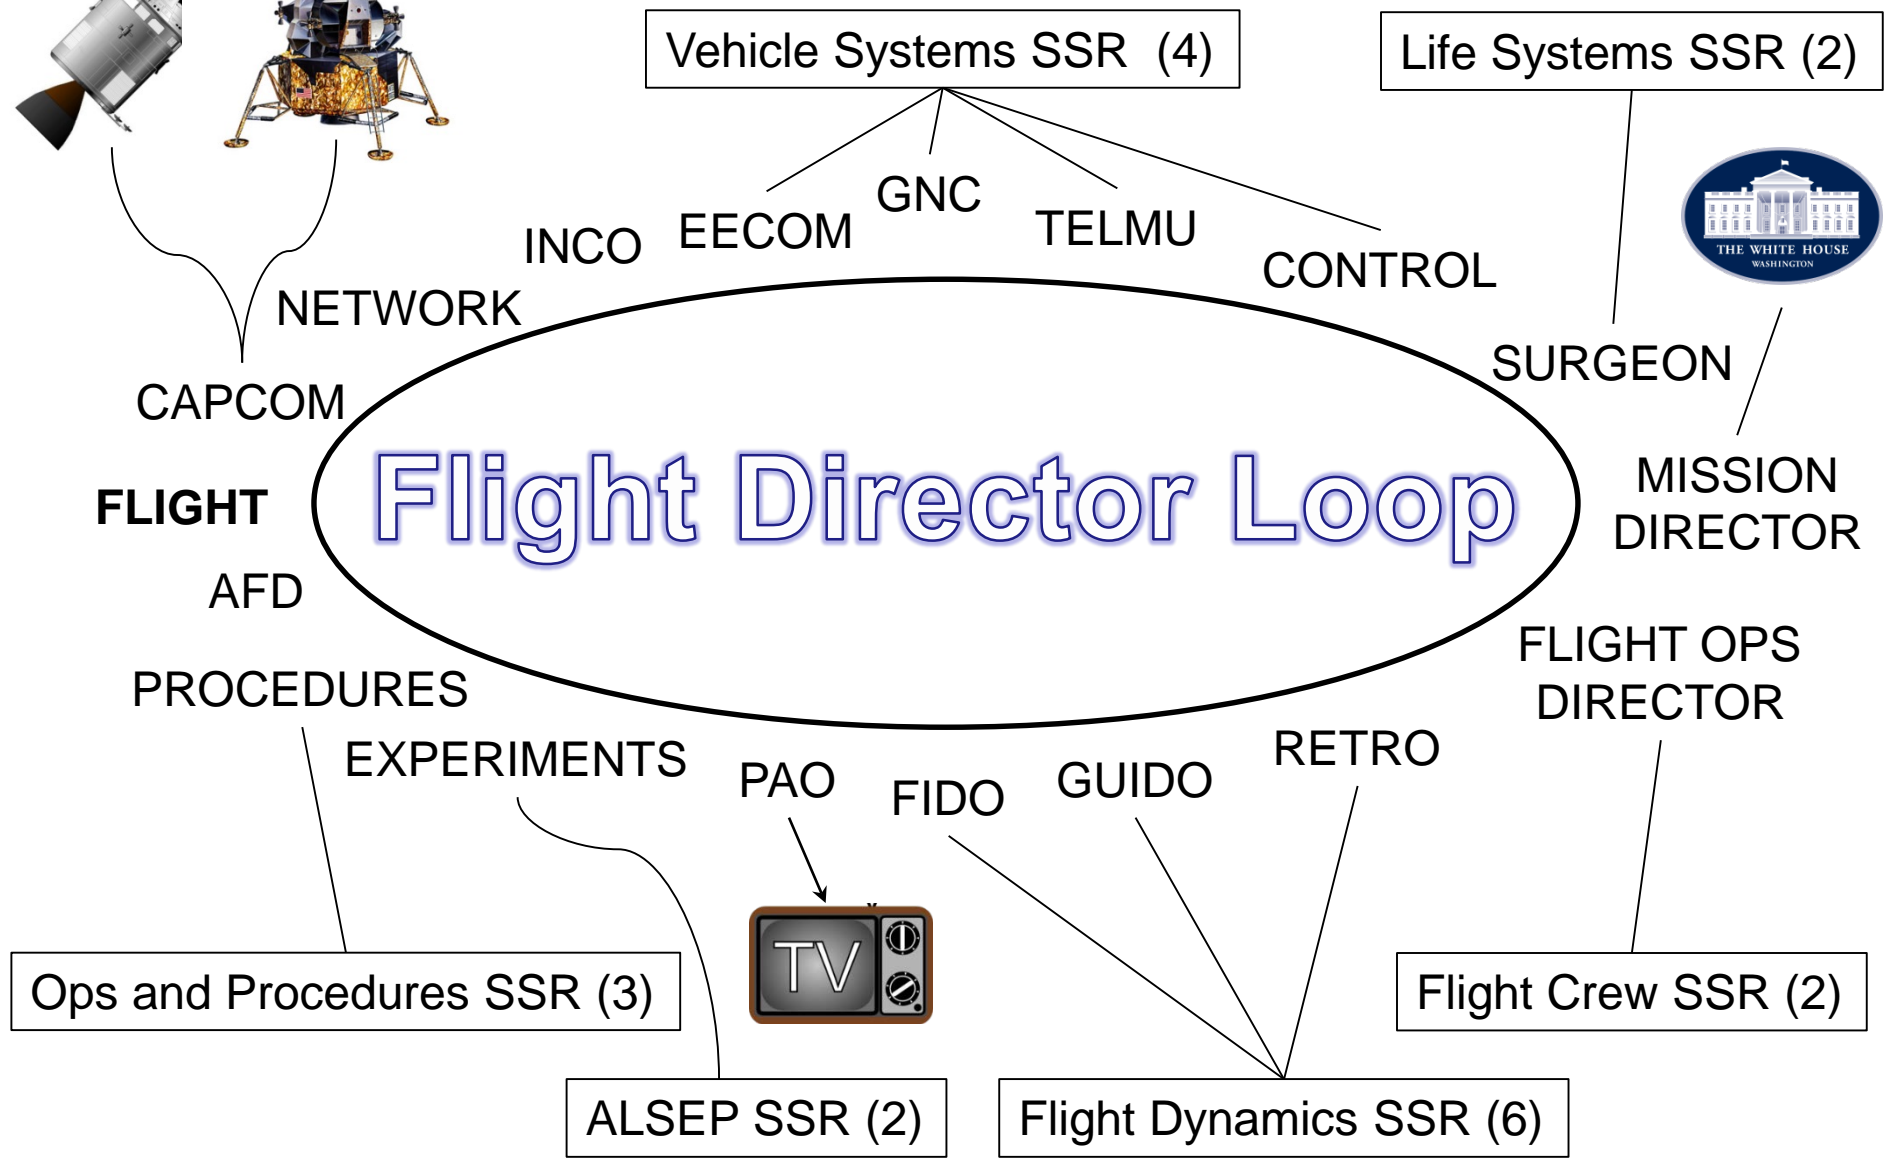 Vehicle Systems SSR (4)
Life Systems SSR (2)
GNC
EECOM
TELMU
INCO
CONTROL
THE WHITE HOUSE
WASHINGTON
NETWORK
SURGEON
CAPCOM
Flight Director Loop
MISSION
DIRECTOR
FLIGHT
AFD
FLIGHT OPS
DIRECTOR
PROCEDURES
EXPERIMENTS
RETRO
PAO
FIDO
GUIDO
TV
Ops and Procedures SSR (3)
Flight Crew SSR (2)
ALSEP SSR (2)
Flight Dynamics SSR (6)